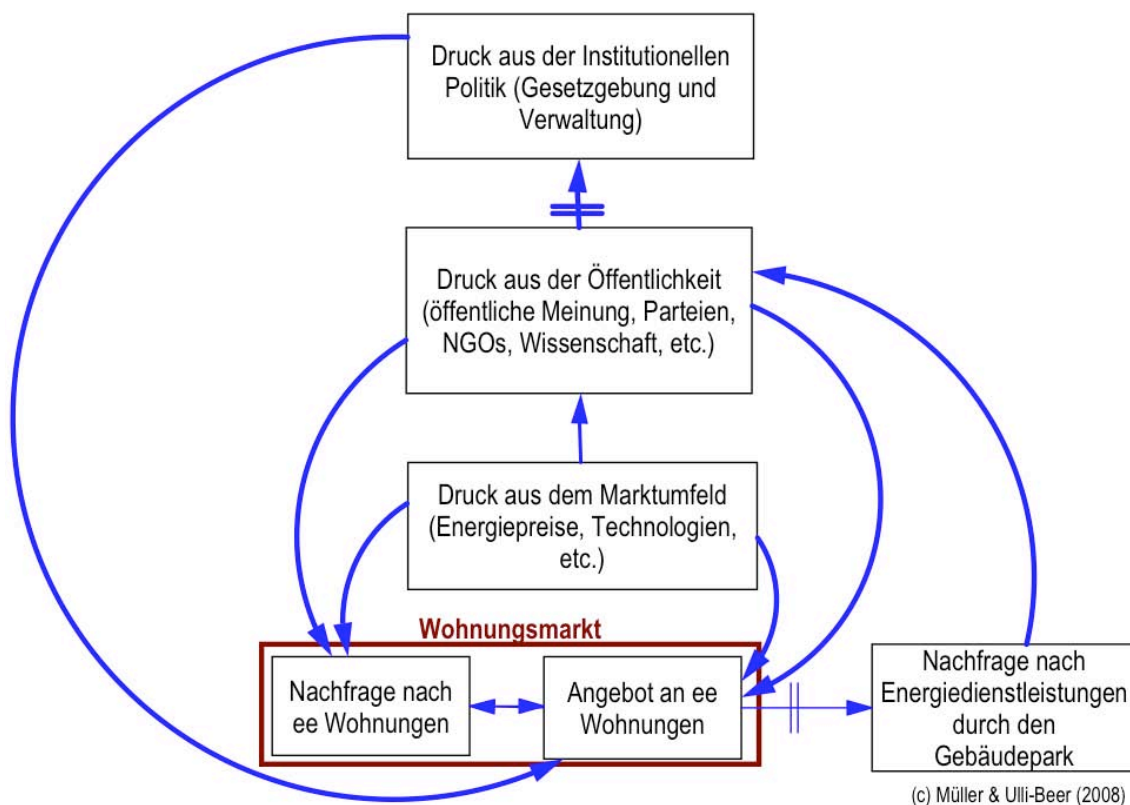 Druck aus der Institutionellen
Politik (Gesetzgebung und
Verwaltung)
Druck aus der Öffentlichkeit
(öffentliche Meinung, Parteien,
NGOs, Wissenschaft, etc.)
Druck aus dem Marktumfeld
(Energiepreise, Technologien,
etc.)
Wohnungsmarkt
Nachfrage nach
ee Wohnungen
Angebot an ee
Wohnungen
Nachfrage nach
Energiedienstleistungen
durch den
Gebäudepark
(c) Müller & Ulli-Beer (2008)